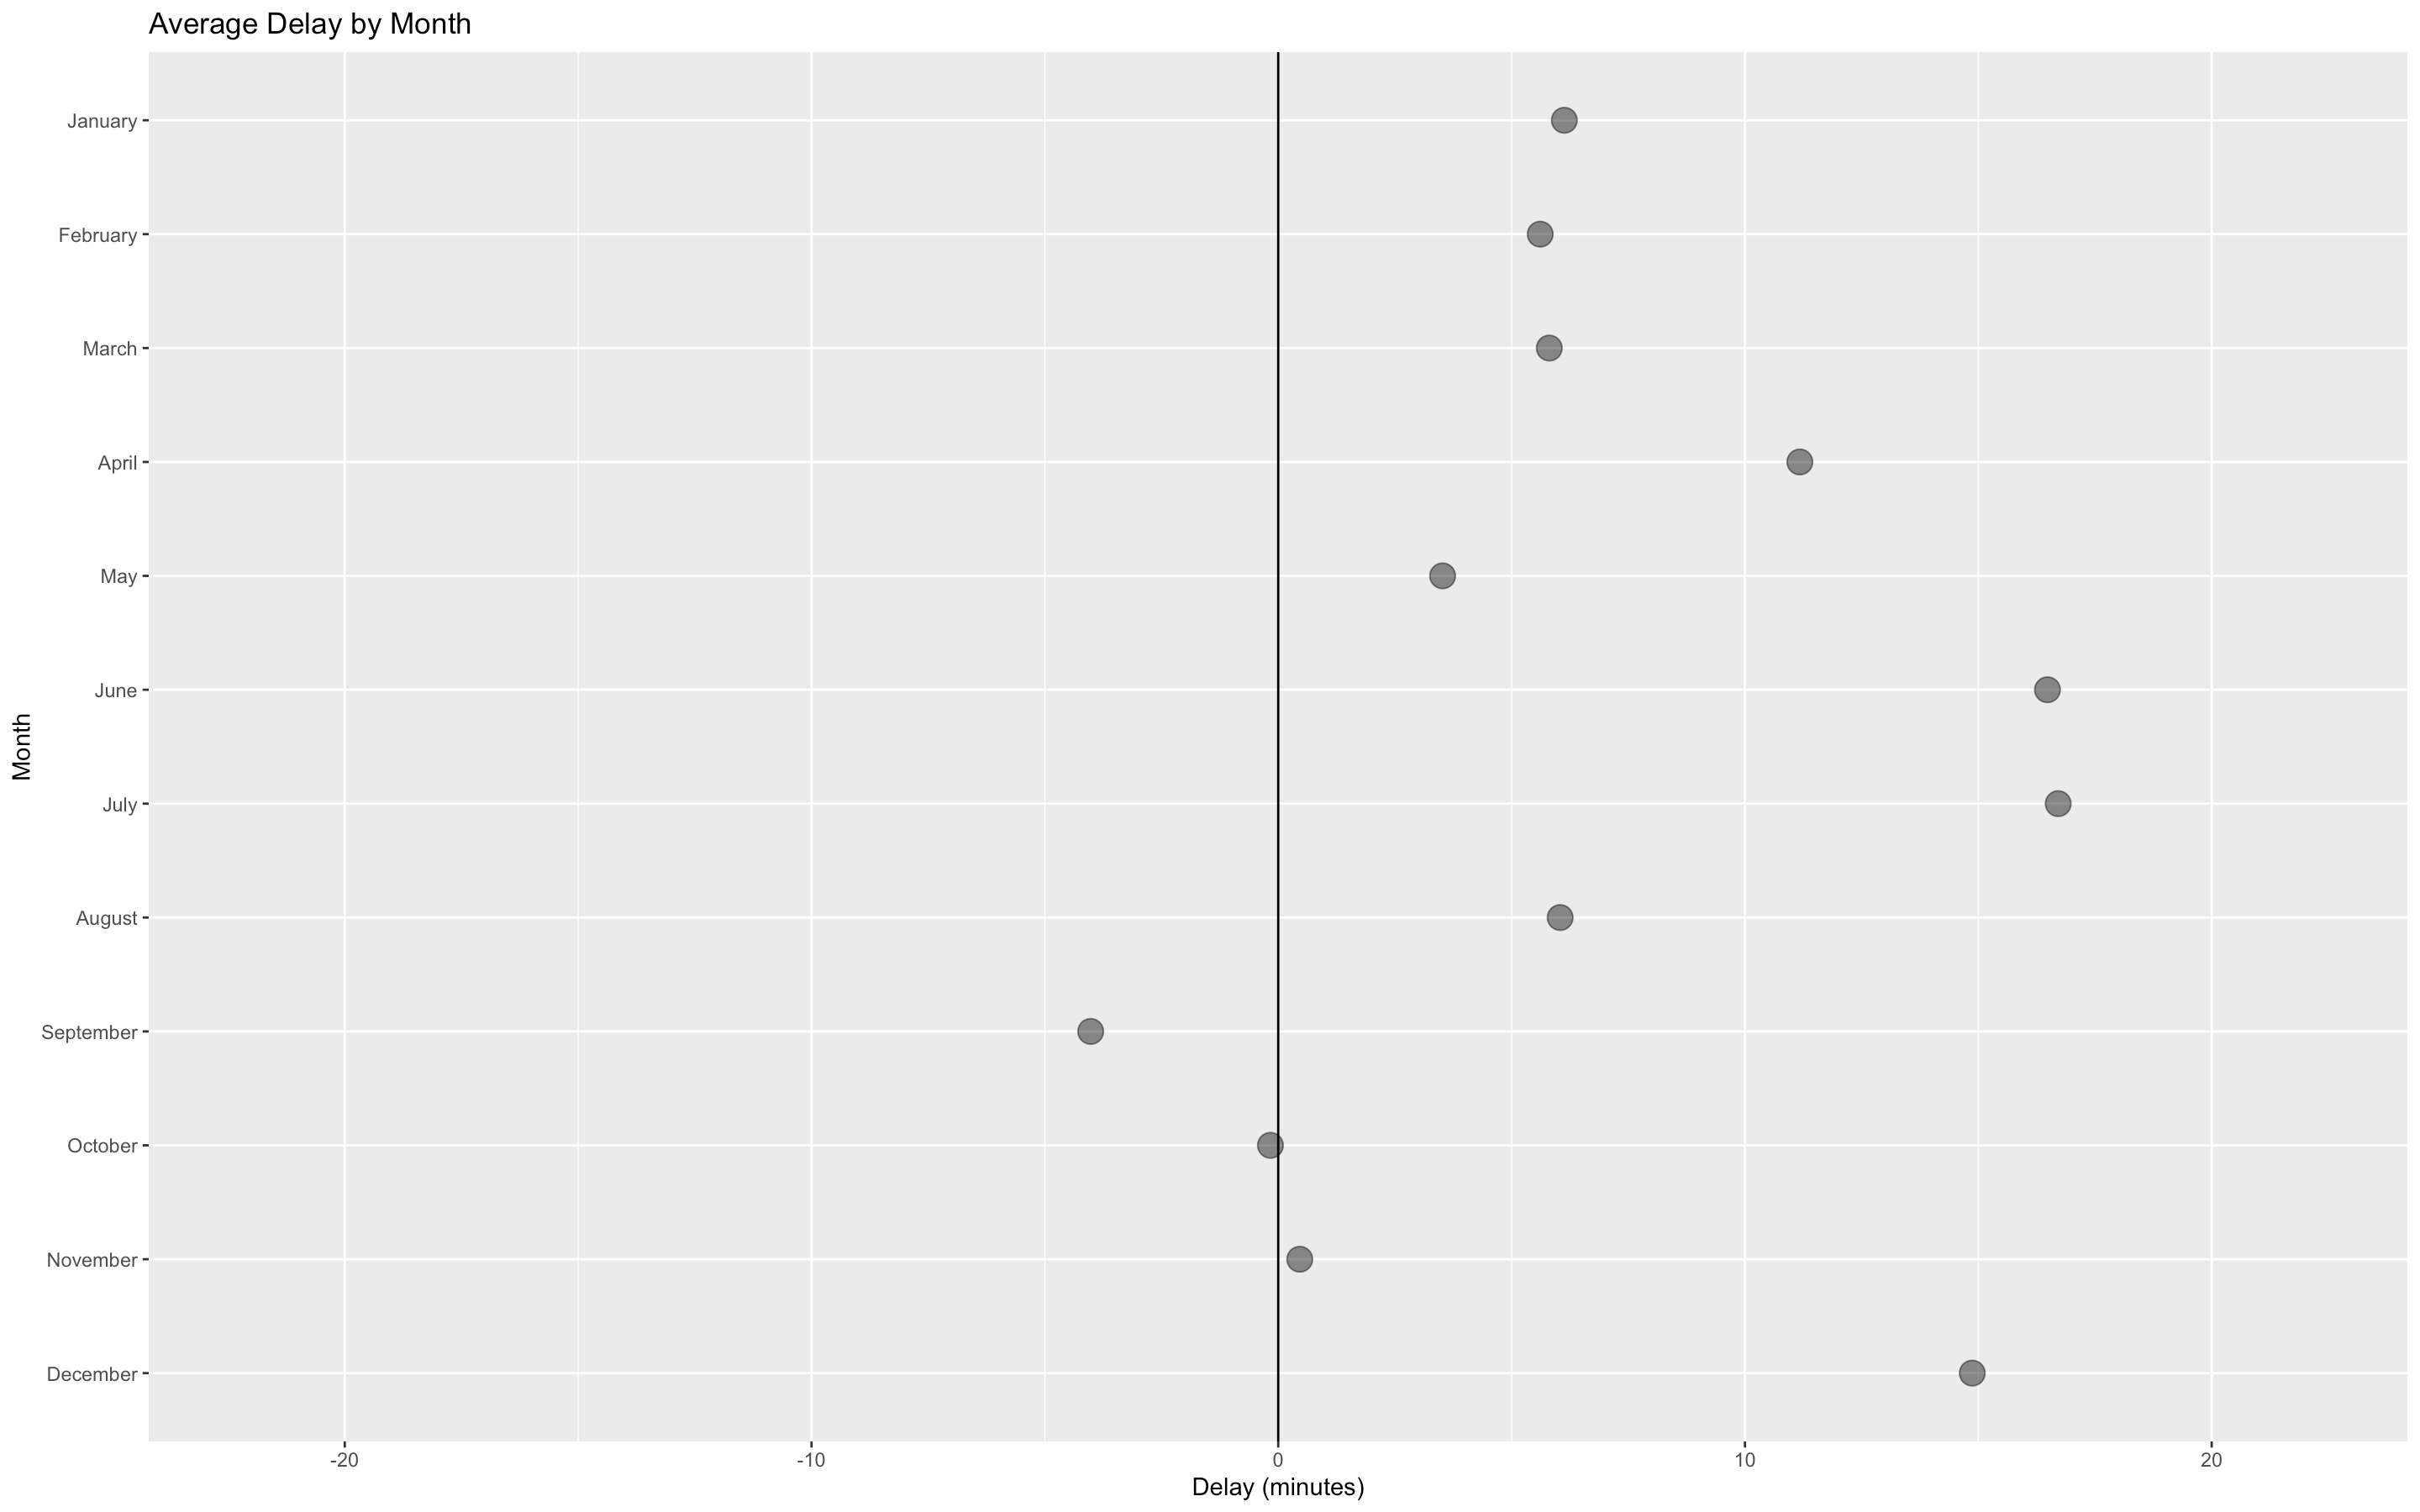 Average Delay by Month
January
February
March
April
May
June
July
August
September
October
November
December
Month
-20
-10
0
10
20
Delay (minutes)